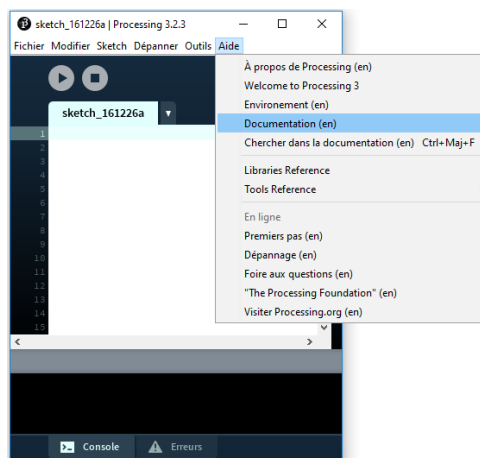 sketch_161226a | Processing 3.2.3
Fichier Modifier Sketch Dépanner Outils Aide
À propos de Processing (en)
Welcome to Processing 3
Environement (en)
Documentation (en)
Chercher dans la documentation (en) Ctrl+Maj+F
Libraries Reference
Tools Reference
En ligne
Premiers pas (en)
Dépannage (en)
Foire aux questions (en)
"The Processing Foundation" (en)
Visiter Processing.org (en)
sketch_161226a
1
2
3
4
5
6
7
8
9
10
11
12
13
14
15
Console Erreurs